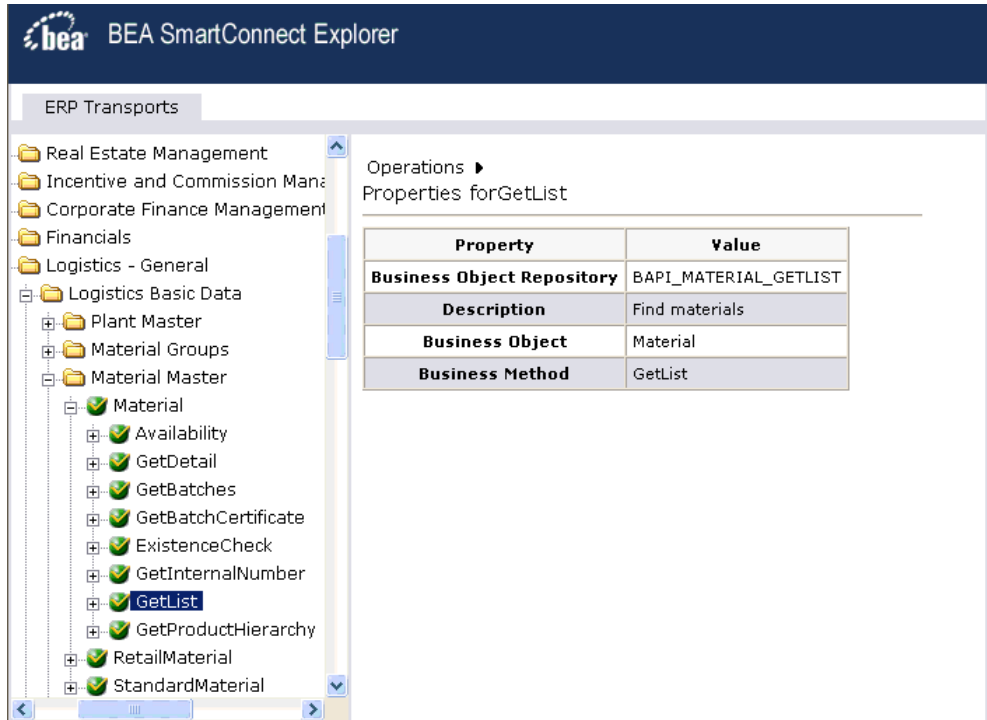 bea BEA SmartConnect Explorer
ERP Transports
Real Estate Management
Incentive and Commission Mana
Corporate Finance Management
Financials
Logistics - General
Logistics Basic Data
Plant Master
Material Groups
Material Master
Material
Availability
GetDetail
GetBatches
GetBatchCertificate
ExistenceCheck
GetInternalNumber
GetList
GetProductHierarchy
RetailMaterial
StandardMaterial
Operations
Properties forGetList
Property Value
Business Object Repository BAPI_MATERIAL_GETLIST
Description Find materials
Business Object Material
Business Method GetList